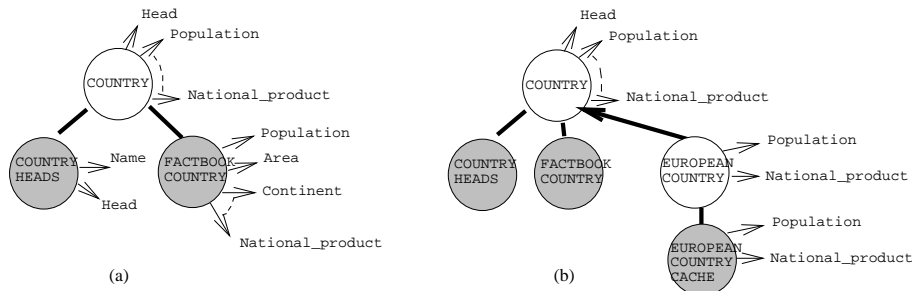 Head
Population
COUNTRY
National_product
Population
COUNTRY
HEADS
Name
FACTBOOK
COUNTRY
Area
Continent
Head
National_product
(a)
Head
Population
COUNTRY
National_product
COUNTRY
HEADS
FACTBOOK
COUNTRY
EUROPEAN
COUNTRY
Population
National_product
EUROPEAN
COUNTRY
CACHE
Population
National_product
(b)